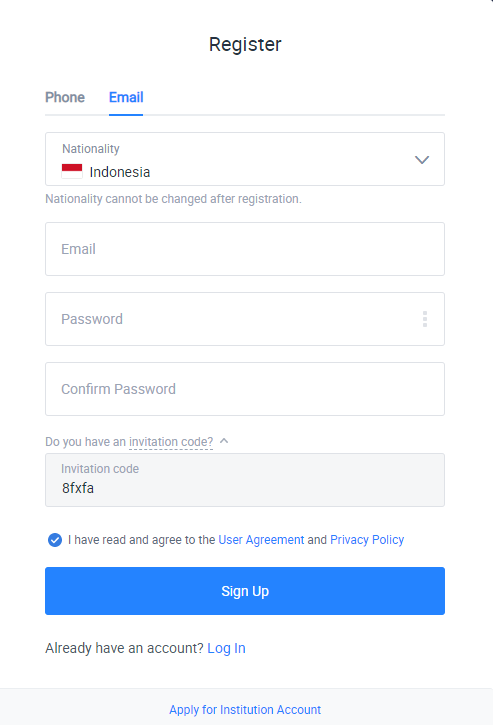 Register
Phone Email
Nationality
Indonesia
Nationality cannot be changed after registration.
Email
Password
Confirm Password
Do you have an invitation code?
Invitation code
8fxfa
I have read and agree to the User Agreement and Privacy Policy
Sign Up
Already have an account? Log In
Apply for Institution Account